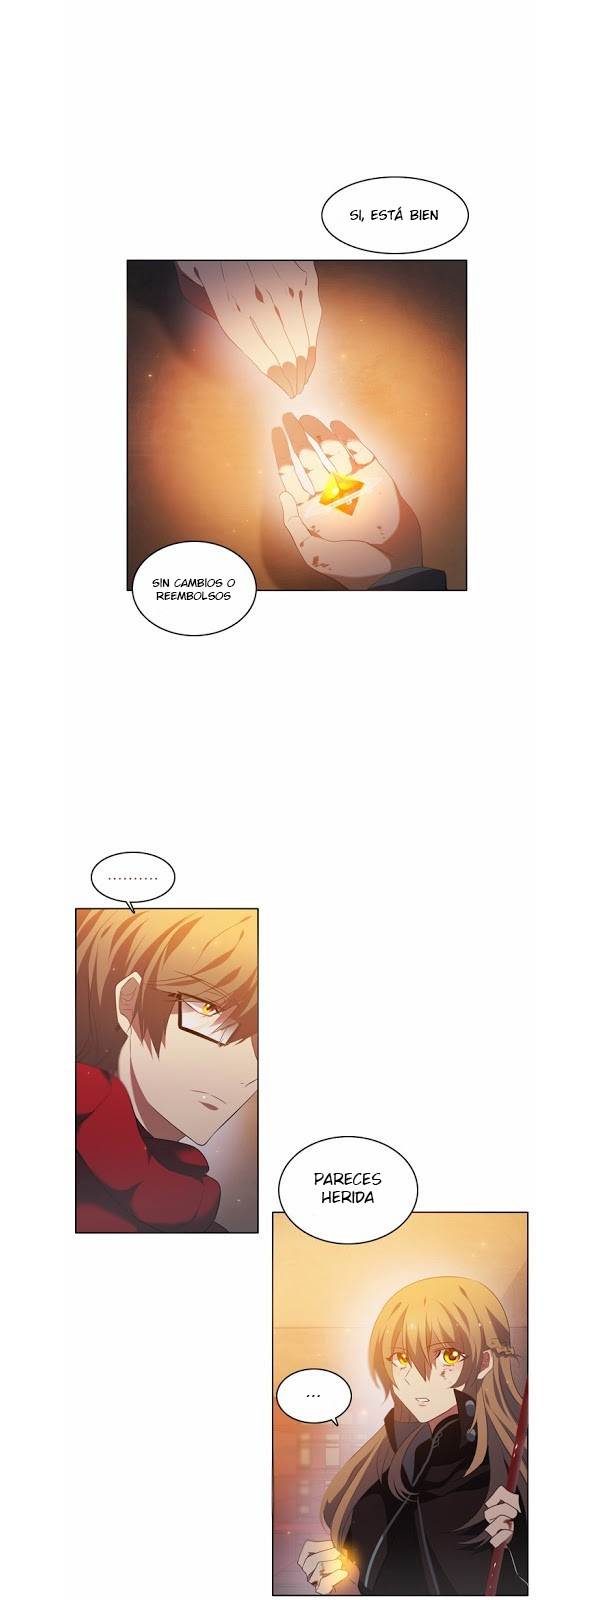 SI, ESTÁ BIEN
SIN CAMBIOS O
REEMBOLSOS
..........
PARECES
HERIDA
...